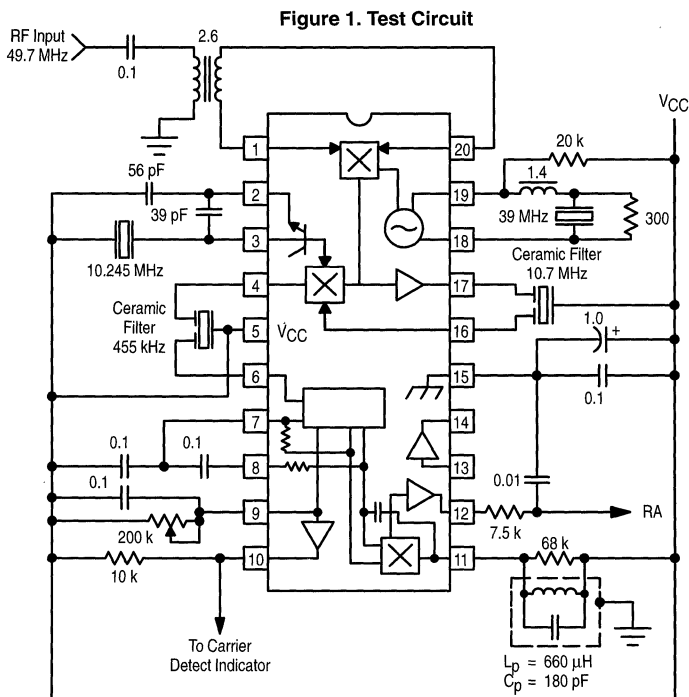 Figure 1. Test Circuit
RF Input
49.7 MHz
0.1
2.6
VCC
1
20
20 k
56 pF
2
19
1.4
39 pF
39 MHz
300
3
18
10.245 MHz
Ceramic Filter
10.7 MHz
4
17
Ceramic
Filter
455 kHz
5
VCC
16
1.0
+
6
15
0.1
7
14
0.1
0.1
8
13
0.01
0.1
9
12
RA
7.5 k
200 k
10
11
68 k
10 k
To Carrier
Detect Indicator
Lp = 660 μH
Cp = 180 pF